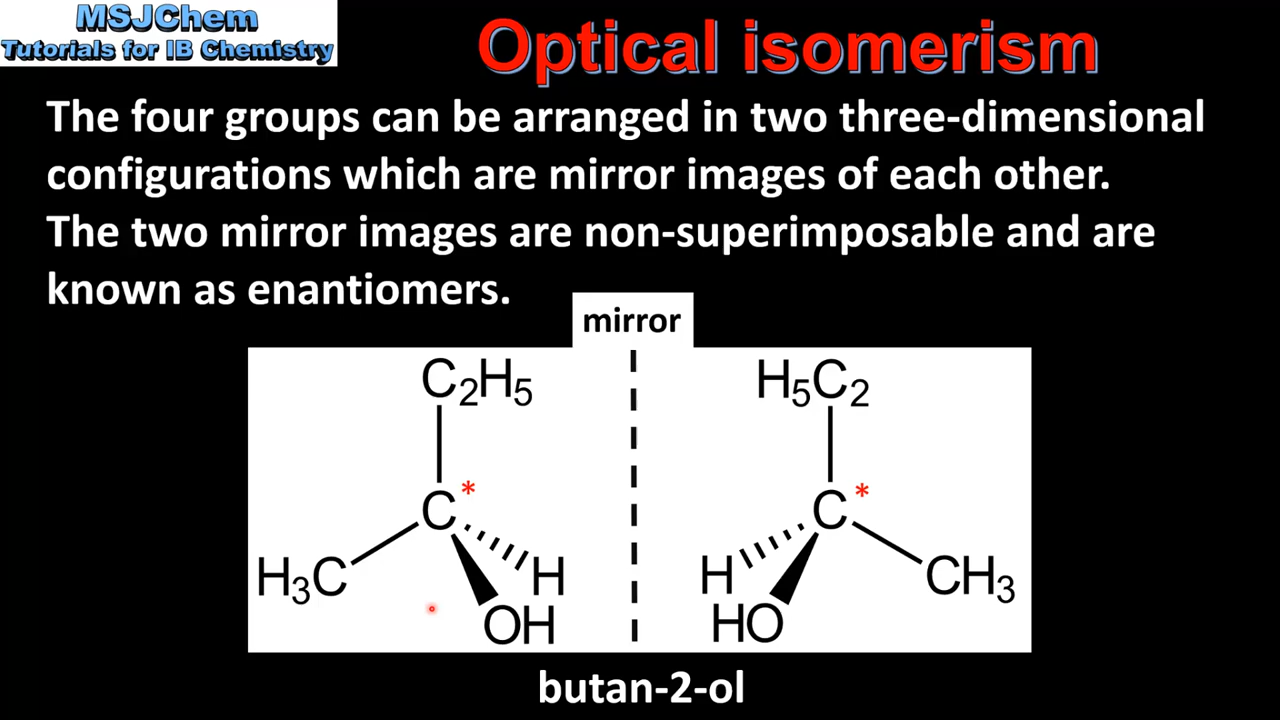 MSJChem
Tutorials for IB Chemistry
Optical isomerism
The four groups can be arranged in two three-dimensional
configurations which are mirror images of each other.
The two mirror images are non-superimposable and are
known as enantiomers.
mirror
C₂H₅ H₅C₂
C* C*
H₃C H H CH₃
OH HO
butan-2-ol